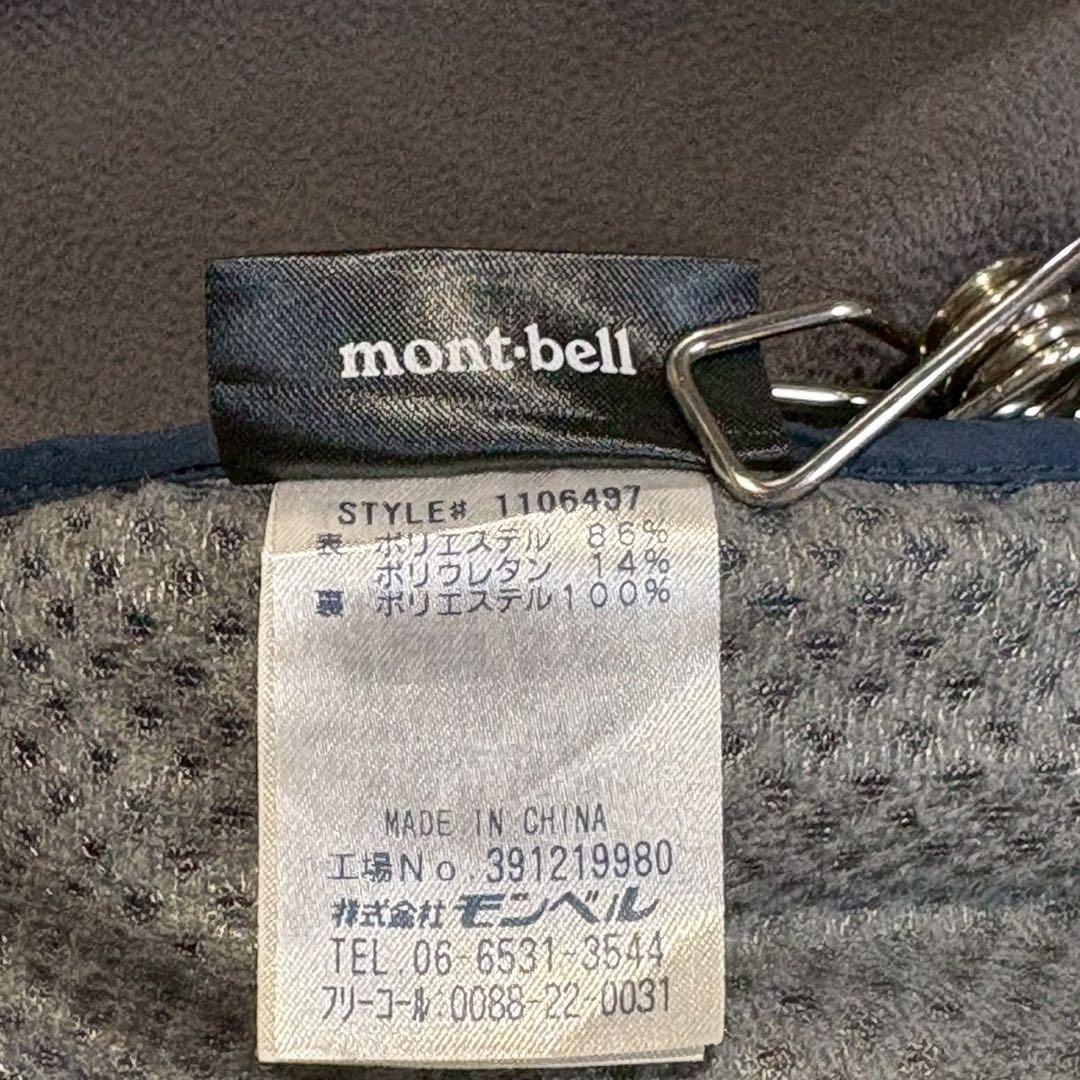 mont·bell
STYLE# 1106497
表 ポリエステル 86%
ポリウレタン 14%
裏 ポリエステル100%
MADE IN CHINA
工場No.391219980
株式会社 モンベル
TEL.06-6531-3544
フリーコール:0088-22-0031